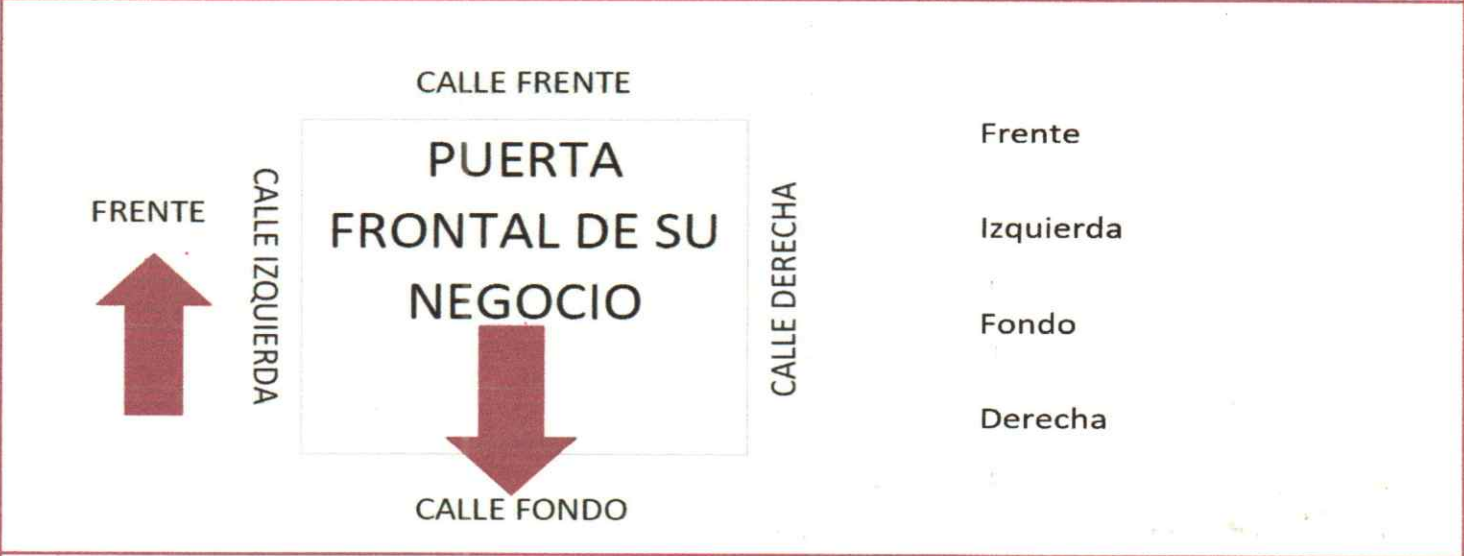 CALLE FRENTE
PUERTA
FRONTAL DE SU
NEGOCIO
FRENTE
CALLE IZQUIERDA
CALLE DERECHA
CALLE FONDO
Frente
Izquierda
Fondo
Derecha